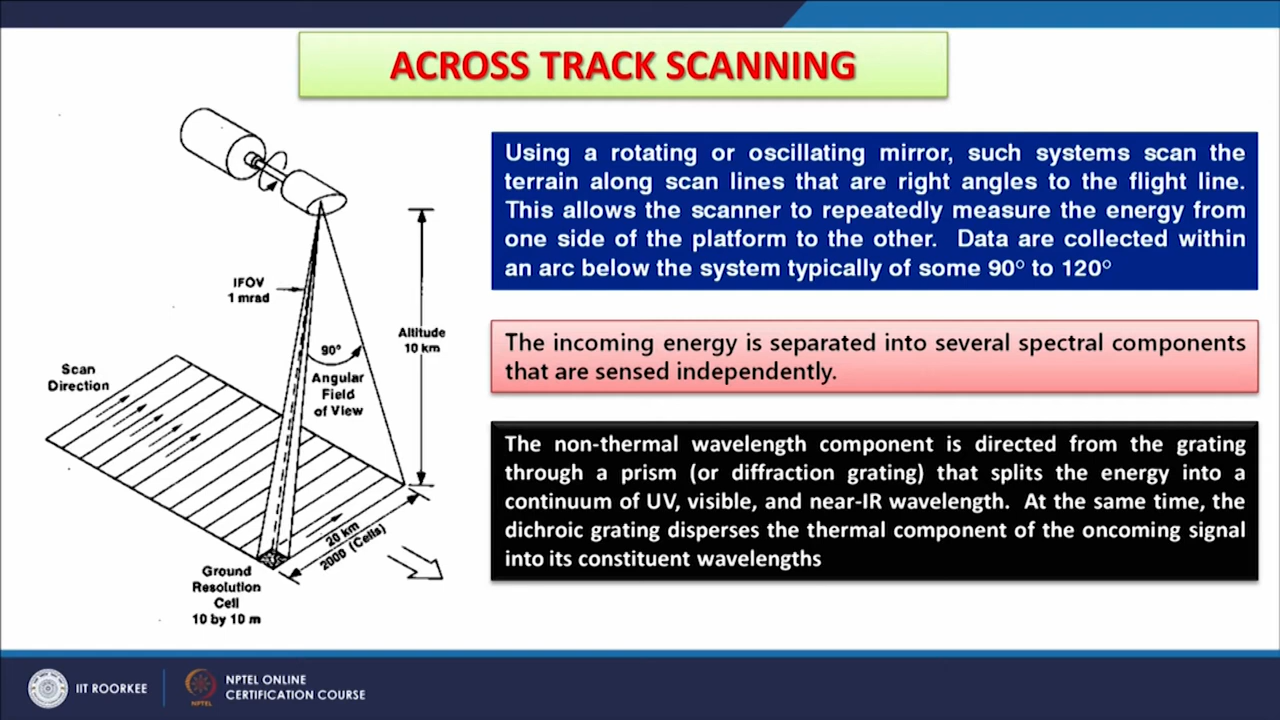 ACROSS TRACK SCANNING
IFOV
1 mrad
90°
Angular
Field
of View
Altitude
10 km
Scan
Direction
20 km
2000 (Cells)
Ground
Resolution
Cell
10 by 10 m
Using a rotating or oscillating mirror, such systems scan the
terrain along scan lines that are right angles to the flight line.
This allows the scanner to repeatedly measure the energy from
one side of the platform to the other. Data are collected within
an arc below the system typically of some 90° to 120°
The incoming energy is separated into several spectral components
that are sensed independently.
The non-thermal wavelength component is directed from the grating
through a prism (or diffraction grating) that splits the energy into a
continuum of UV, visible, and near-IR wavelength. At the same time, the
dichroic grating disperses the thermal component of the oncoming signal
into its constituent wavelengths
IIT ROORKEE
NPTEL
NPTEL ONLINE
CERTIFICATION COURSE